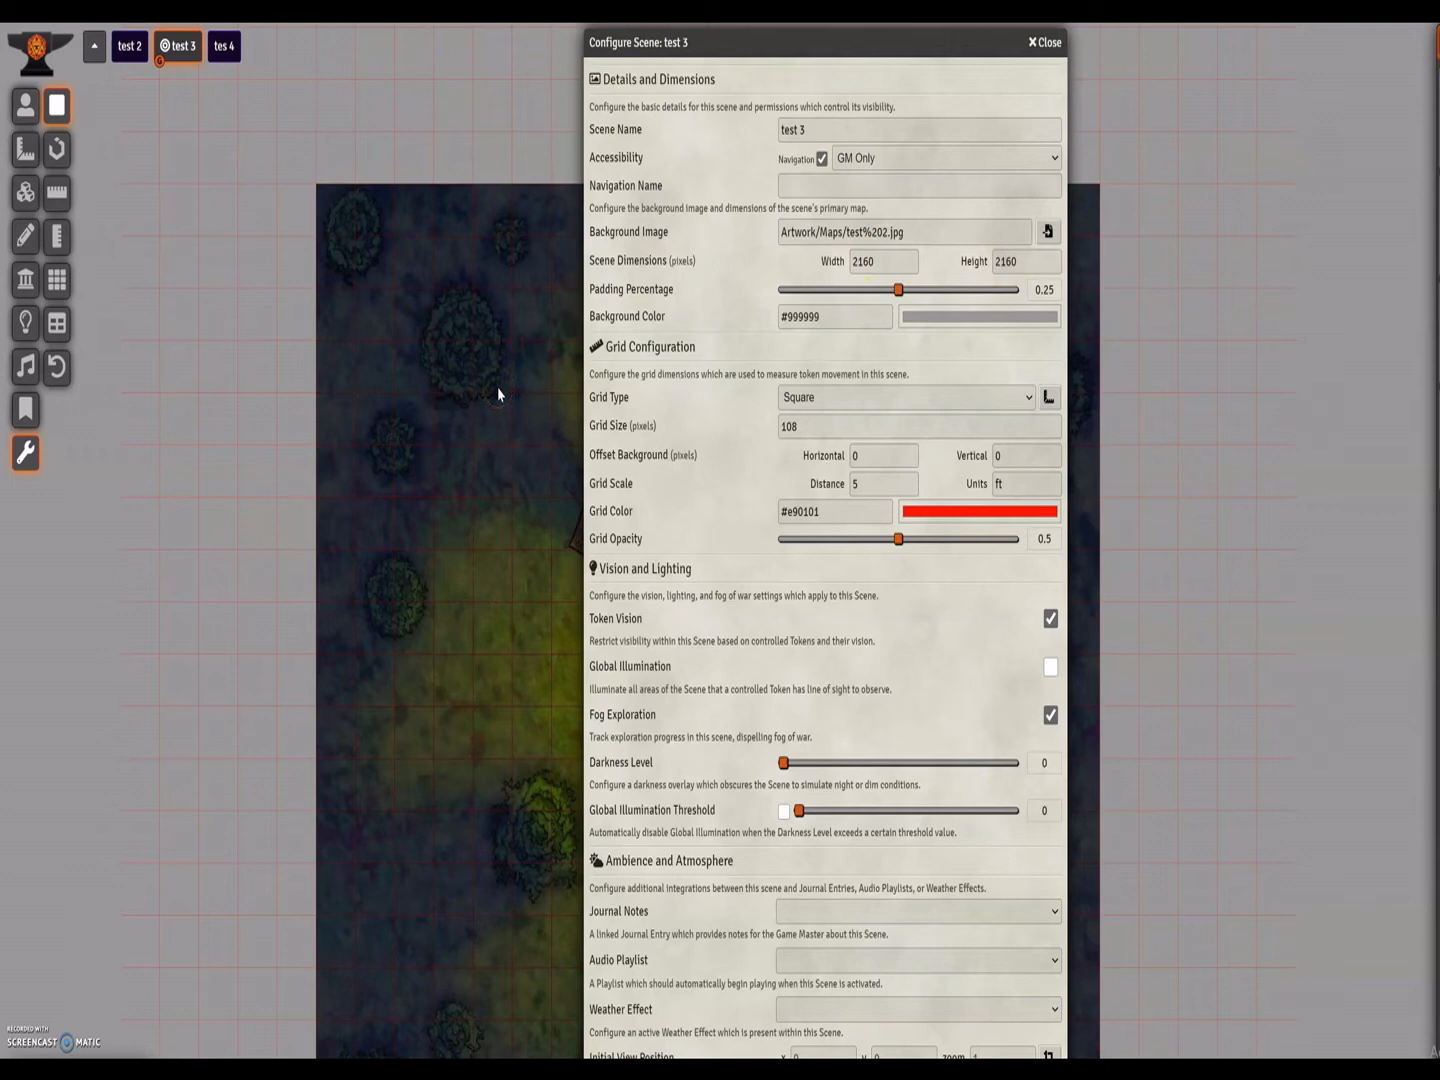 test 2
test 3
tes 4
G
Configure Scene: test 3
Close
Details and Dimensions
Configure the basic details for this scene and permissions which control its visibility.
Scene Name
test 3
Accessibility
Navigation
GM Only
Navigation Name
Configure the background image and dimensions of the scene's primary map.
Background Image
Artwork/Maps/test%202.jpg
Scene Dimensions (pixels)
Width
2160
Height
2160
Padding Percentage
0.25
Background Color
#999999
Grid Configuration
Configure the grid dimensions which are used to measure token movement in this scene.
Grid Type
Square
Grid Size (pixels)
108
Offset Background (pixels)
Horizontal
0
Vertical
0
Grid Scale
Distance
5
Units
ft
Grid Color
#e90101
Grid Opacity
0.5
Vision and Lighting
Configure the vision, lighting, and fog of war settings which apply to this Scene.
Token Vision
Restrict visibility within this Scene based on controlled Tokens and their vision.
Global Illumination
Illuminate all areas of the Scene that a controlled Token has line of sight to observe.
Fog Exploration
Track exploration progress in this scene, dispelling fog of war.
Darkness Level
0
Configure a darkness overlay which obscures the Scene to simulate night or dim conditions.
Global Illumination Threshold
0
Automatically disable Global Illumination when the Darkness Level exceeds a certain threshold value.
Ambience and Atmosphere
Configure additional integrations between this scene and Journal Entries, Audio Playlists, or Weather Effects.
Journal Notes
A linked Journal Entry which provides notes for the Game Master about this Scene.
Audio Playlist
A Playlist which should automatically begin playing when this Scene is activated.
Weather Effect
Configure an active Weather Effect which is present within this Scene.
Initial View Position
RECORDED WITH
SCREENCAST MATIC